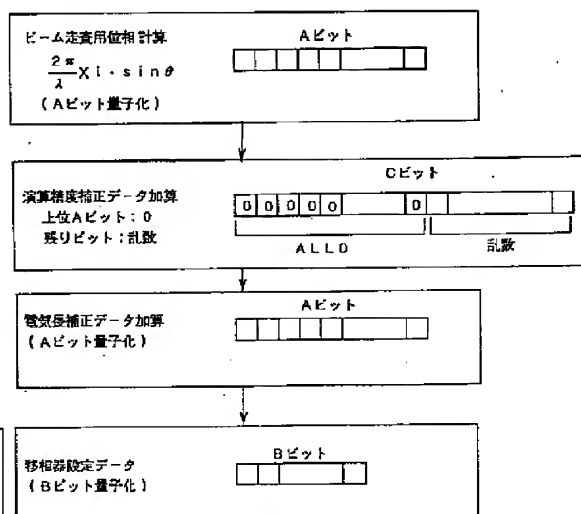 ビーム走査用位相計算
Aビット
2π
λ
Xi・sinθ
(Aビット量子化)
Cビット
演算精度補正データ加算
上位Aビット:0
残りビット:乱数
0 0 0 0 0 0
ALL0
乱数
Aビット
電気長補正データ加算
(Aビット量子化)
Bビット
移相器設定データ
(Bビット量子化)